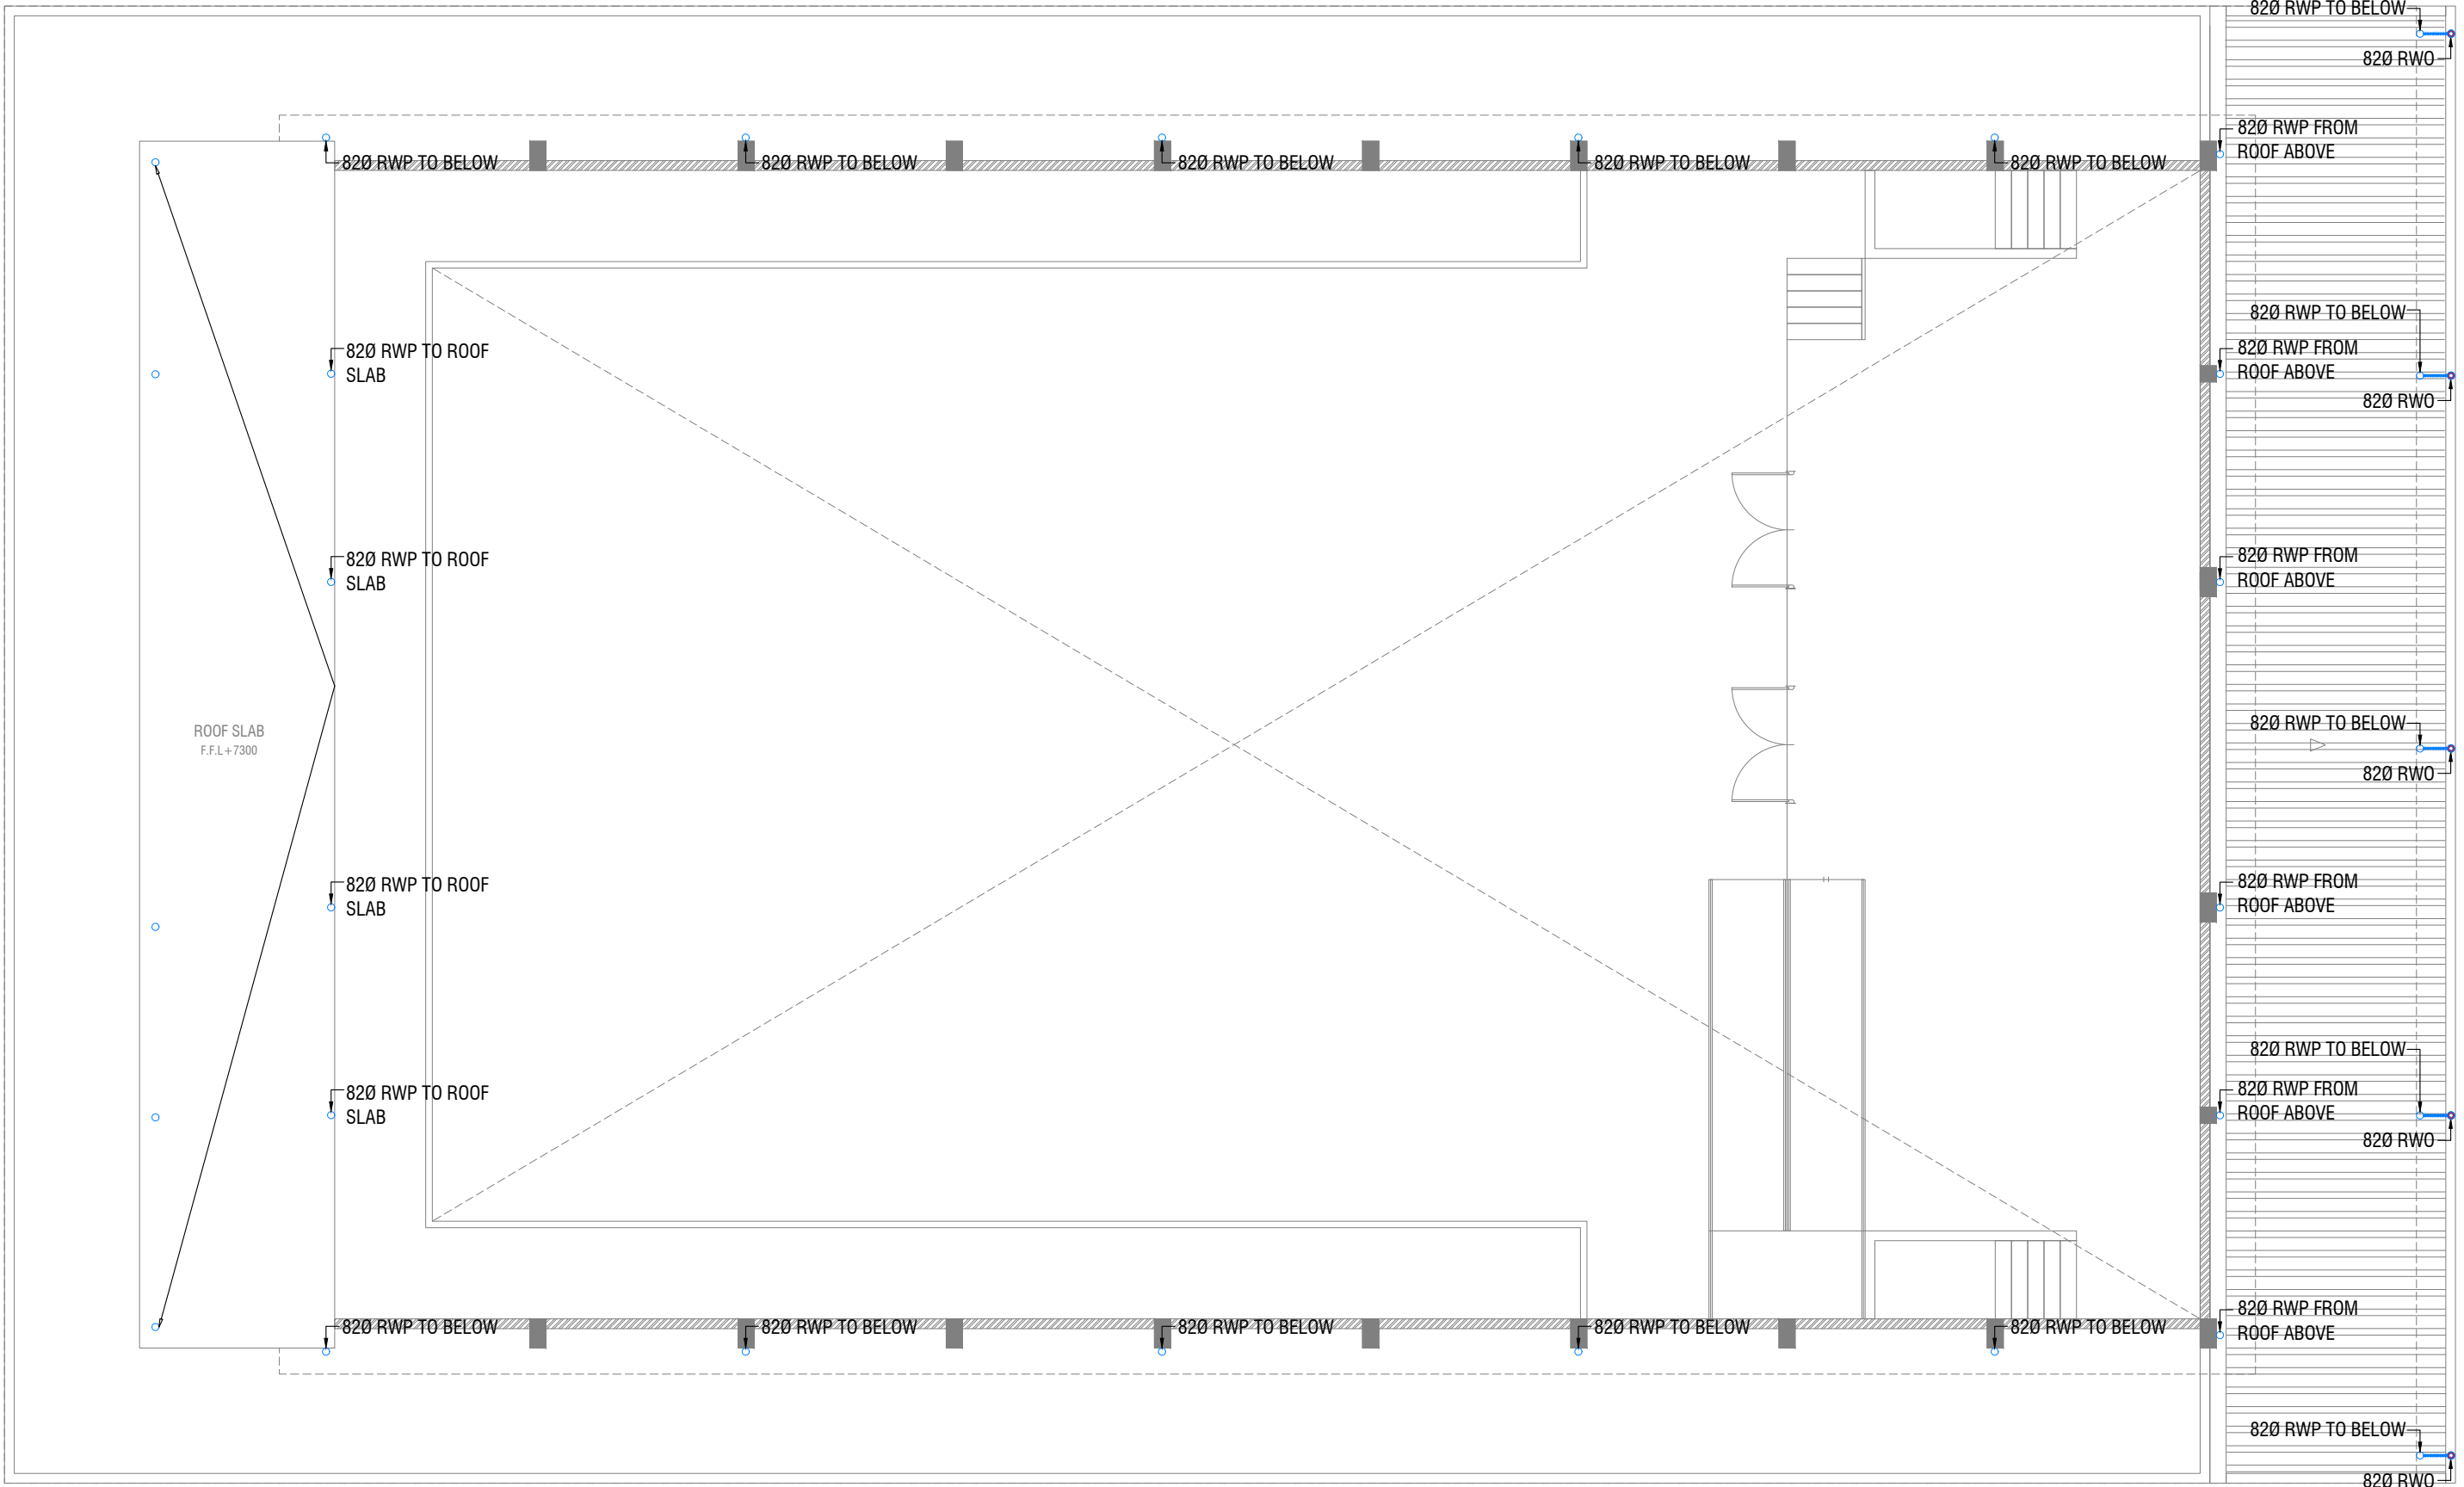 82Ø RWP TO BELOW
82Ø RWO
82Ø RWP FROM
ROOF ABOVE
82Ø RWP TO BELOW
82Ø RWP TO BELOW
82Ø RWP TO BELOW
82Ø RWP TO BELOW
82Ø RWP TO BELOW
82Ø RWP TO BELOW
82Ø RWP TO ROOF
SLAB
82Ø RWP FROM
ROOF ABOVE
82Ø RWO
82Ø RWP TO ROOF
SLAB
82Ø RWP FROM
ROOF ABOVE
ROOF SLAB
F.F.L+7300
82Ø RWP TO BELOW
82Ø RWO
82Ø RWP TO ROOF
SLAB
82Ø RWP FROM
ROOF ABOVE
82Ø RWP TO BELOW
82Ø RWP TO ROOF
SLAB
82Ø RWP FROM
ROOF ABOVE
82Ø RWO
82Ø RWP TO BELOW
82Ø RWP TO BELOW
82Ø RWP TO BELOW
82Ø RWP TO BELOW
82Ø RWP TO BELOW
82Ø RWP FROM
ROOF ABOVE
82Ø RWP TO BELOW
82Ø RWO